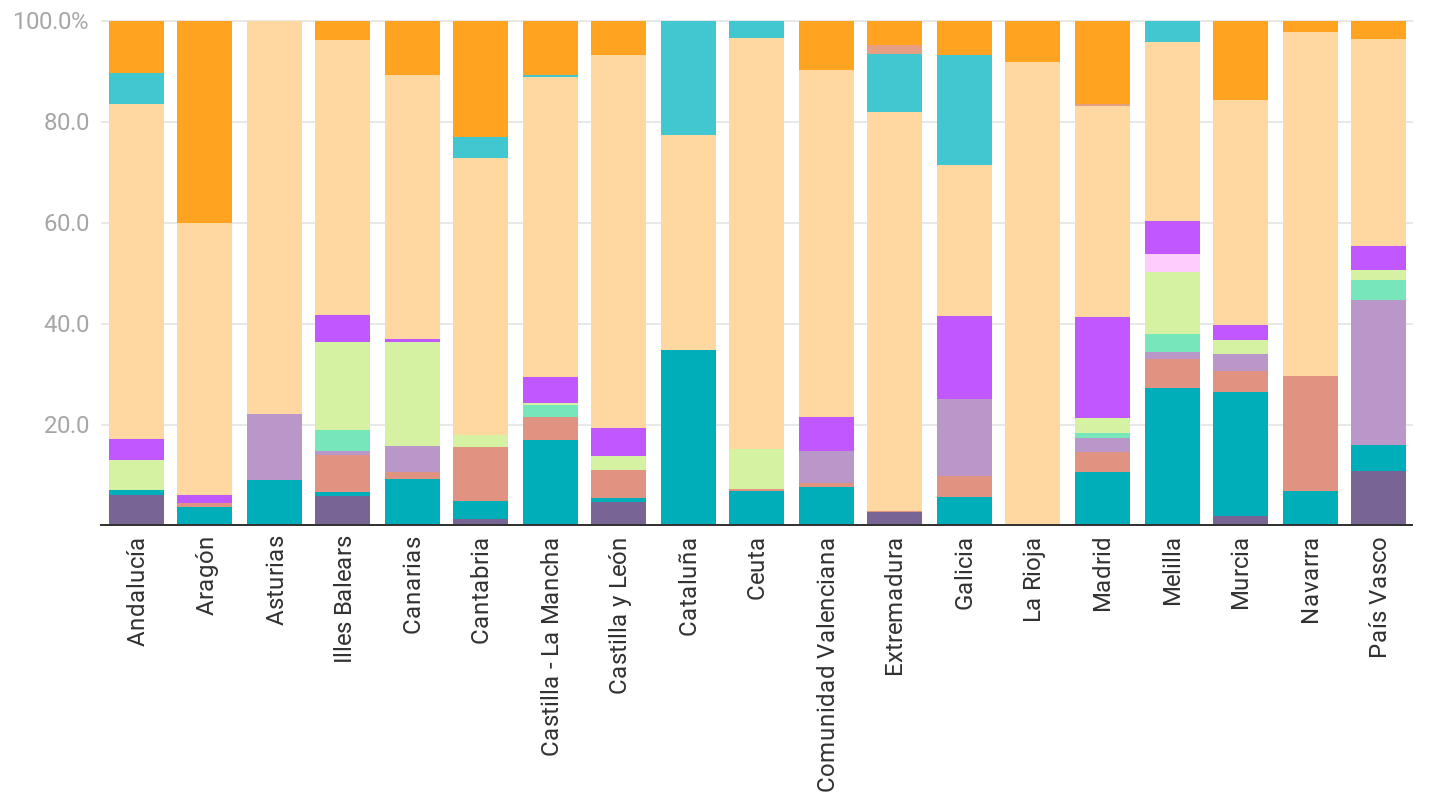 100.0%
80.0
60.0
40.0
20.0
Andalucía
Aragón
Asturias
Illes Balears
Canarias
Cantabria
Castilla - La Mancha
Castilla y León
Cataluña
Ceuta
Comunidad Valenciana
Extremadura
Galicia
La Rioja
Madrid
Melilla
Murcia
Navarra
País Vasco